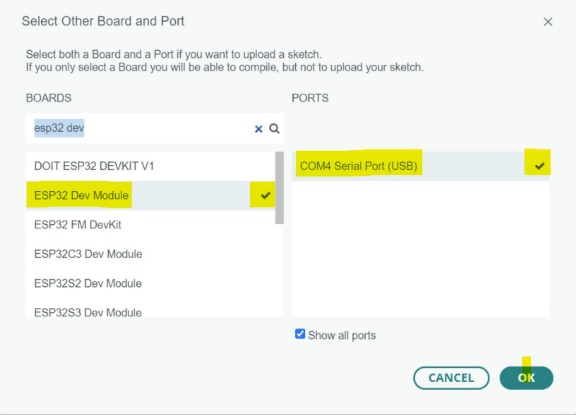 Select Other Board and Port
Select both a Board and a Port if you want to upload a sketch.
If you only select a Board you will be able to compile, but not to upload your sketch.
BOARDS
PORTS
esp32 dev
DOIT ESP32 DEVKIT V1
COM4 Serial Port (USB)
ESP32 Dev Module
ESP32 FM DevKit
ESP32C3 Dev Module
ESP32S2 Dev Module
ESP32S3 Dev Module
Show all ports
CANCEL
OK